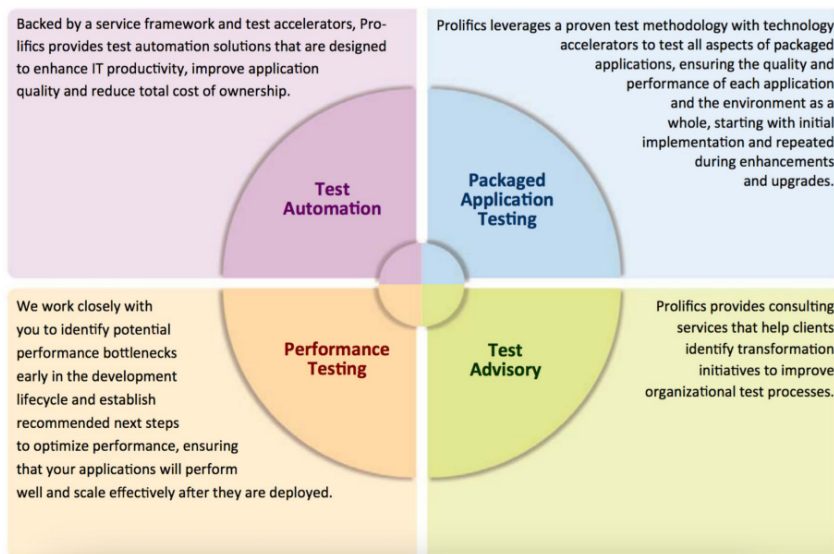 Backed by a service framework and test accelerators, Pro-
lifics provides test automation solutions that are designed
to enhance IT productivity, improve application
quality and reduce total cost of ownership.
Test
Automation
Prolifics leverages a proven test methodology with technology
accelerators to test all aspects of packaged
applications, ensuring the quality and
performance of each application
and the environment as a
whole, starting with initial
implementation and repeated
during enhancements
and upgrades.
Packaged
Application
Testing
We work closely with
you to identify potential
performance bottlenecks
early in the development
lifecycle and establish
recommended next steps
to optimize performance, ensuring
that your applications will perform
well and scale effectively after they are deployed.
Performance
Testing
Test
Advisory
Prolifics provides consulting
services that help clients
identify transformation
initiatives to improve
organizational test processes.